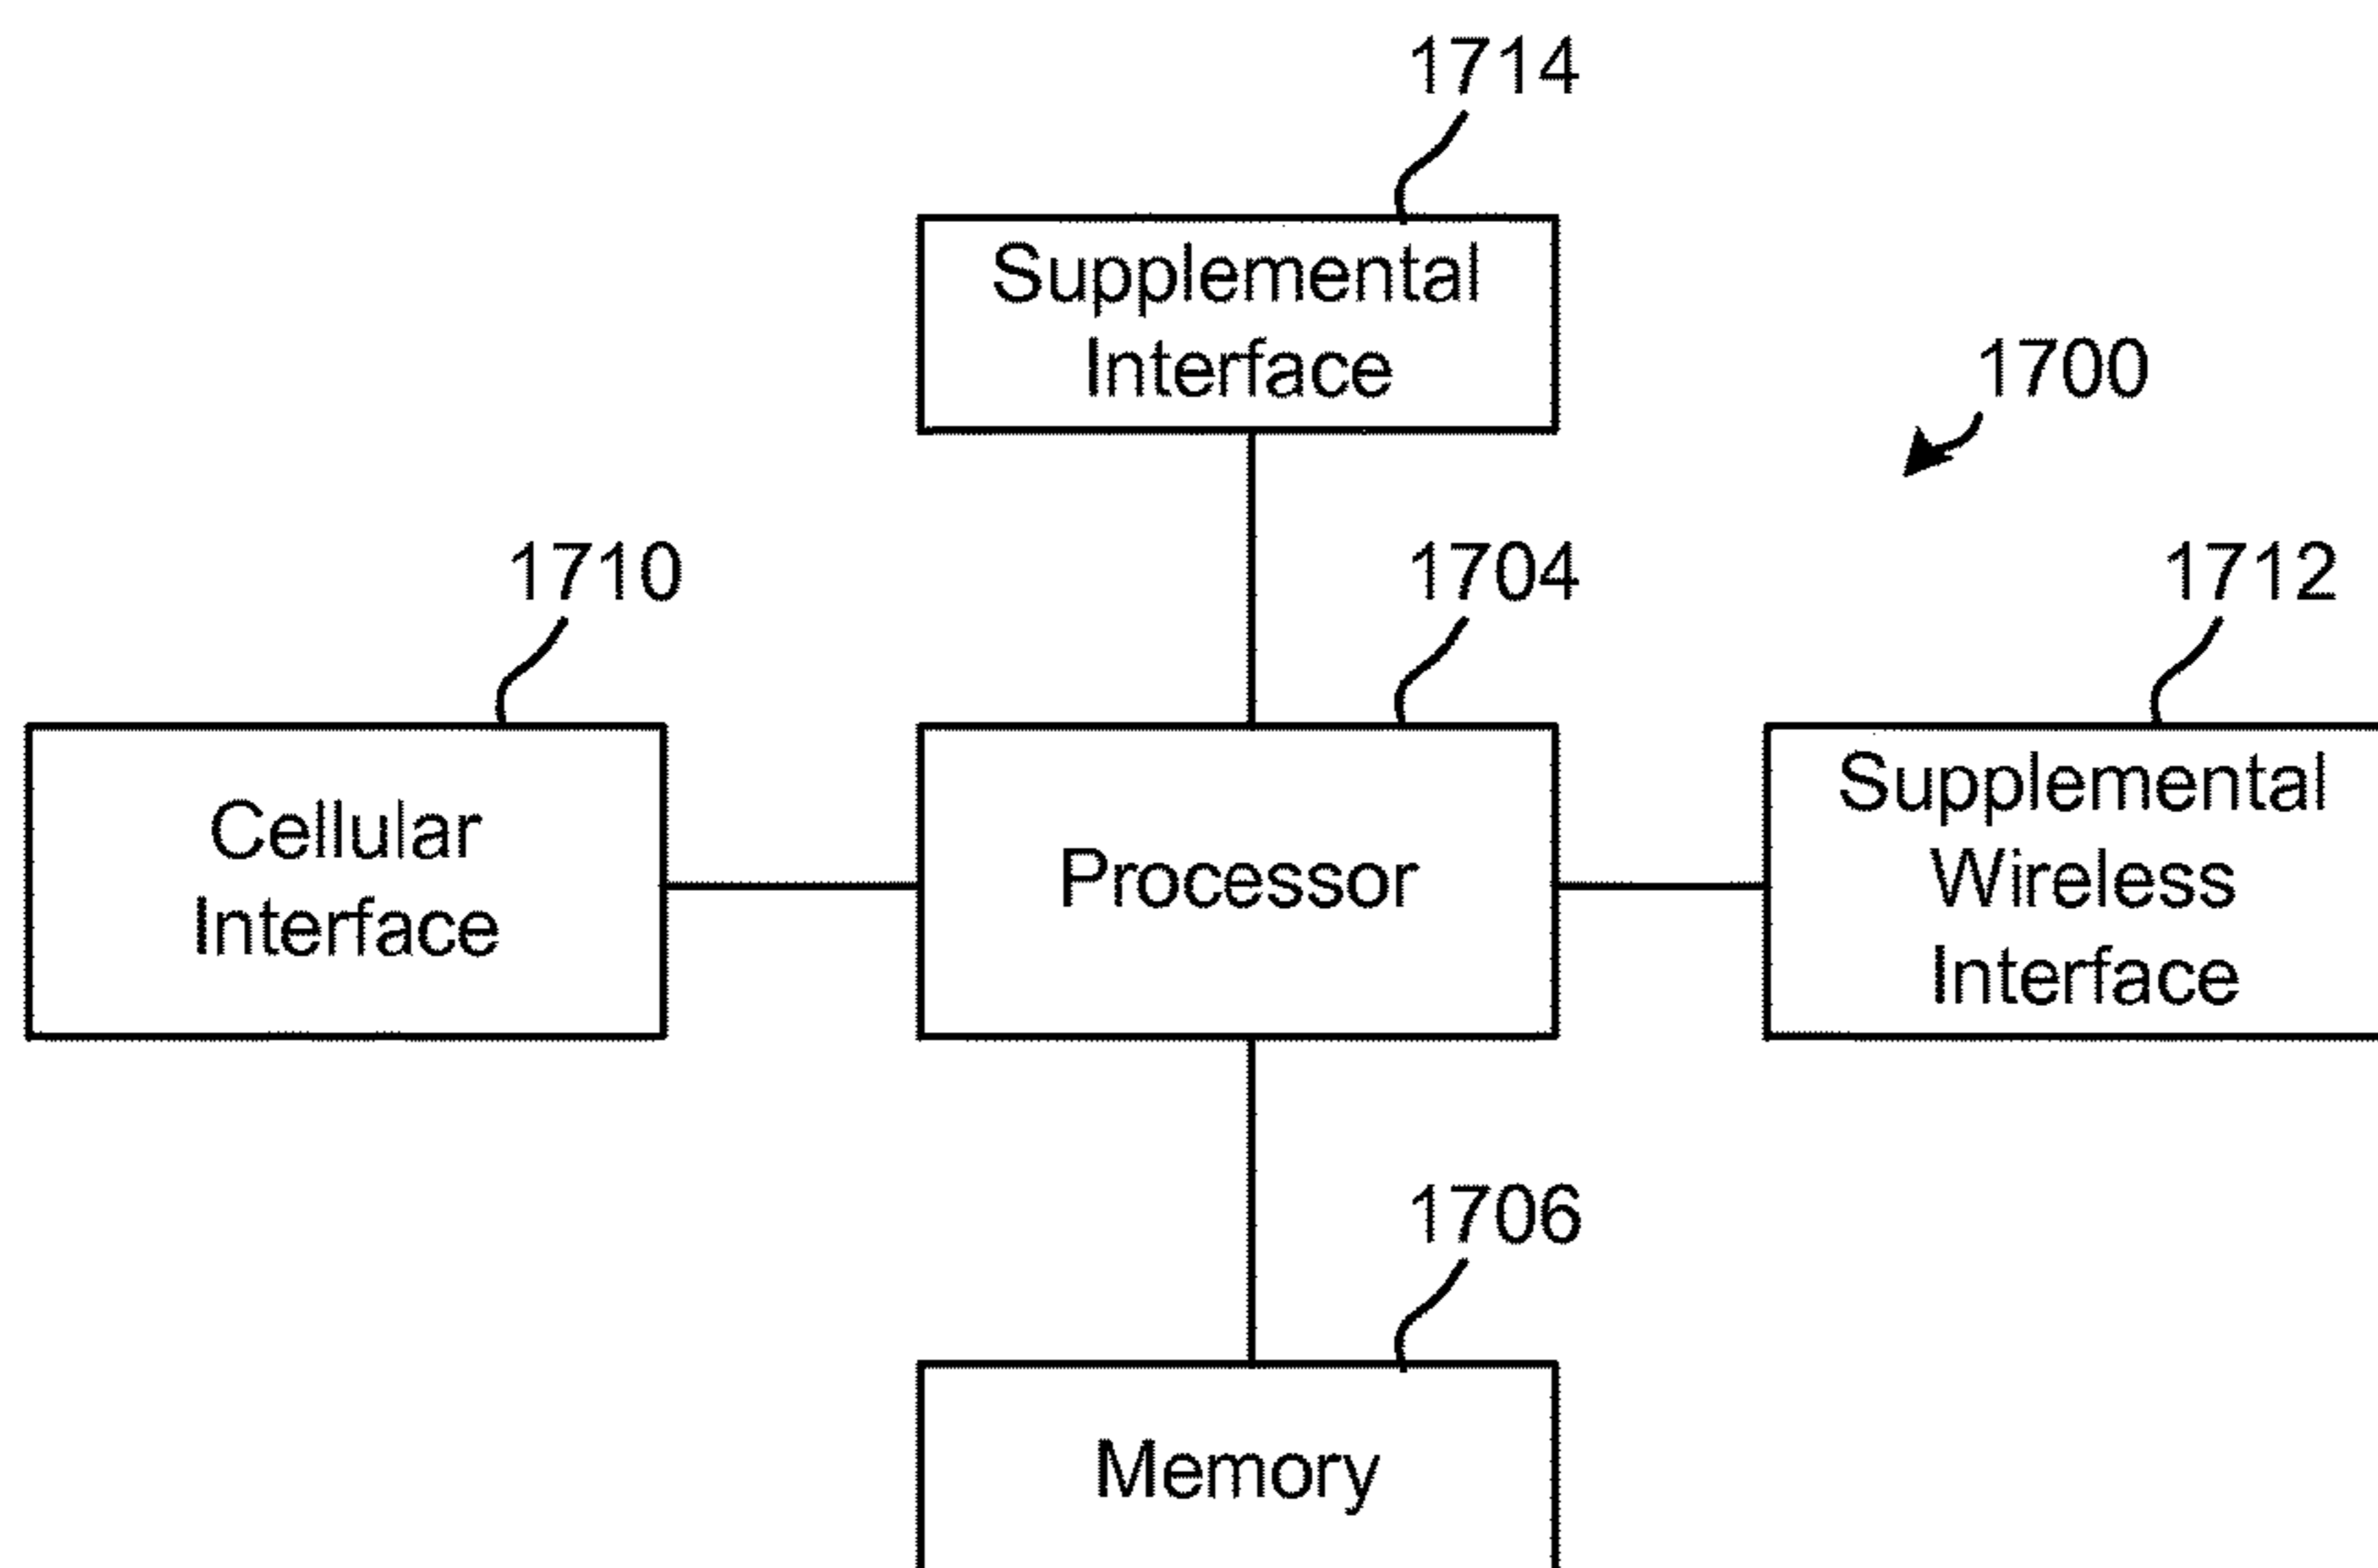 1714
Supplemental
Interface
1700
1710
1704
1712
Cellular
Interface
Processor
Supplemental
Wireless
Interface
1706
Memory